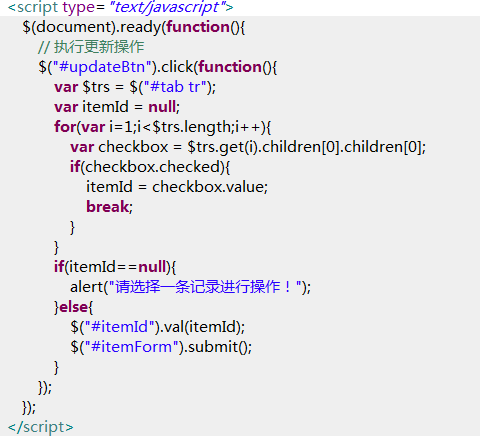 <script type="text/javascript">
$(document).ready(function(){
// 执行更新操作
$("#updateBtn").click(function(){
var $trs = $("#tab tr");
var itemId = null;
for(var i=1;i<$trs.length;i++){
var checkbox = $trs.get(i).children[0].children[0];
if(checkbox.checked){
itemId = checkbox.value;
break;
}
}
if(itemId==null){
alert("请选择一条记录进行操作！");
}else{
$("#itemId").val(itemId);
$("#itemForm").submit();
}
});
});
</script>